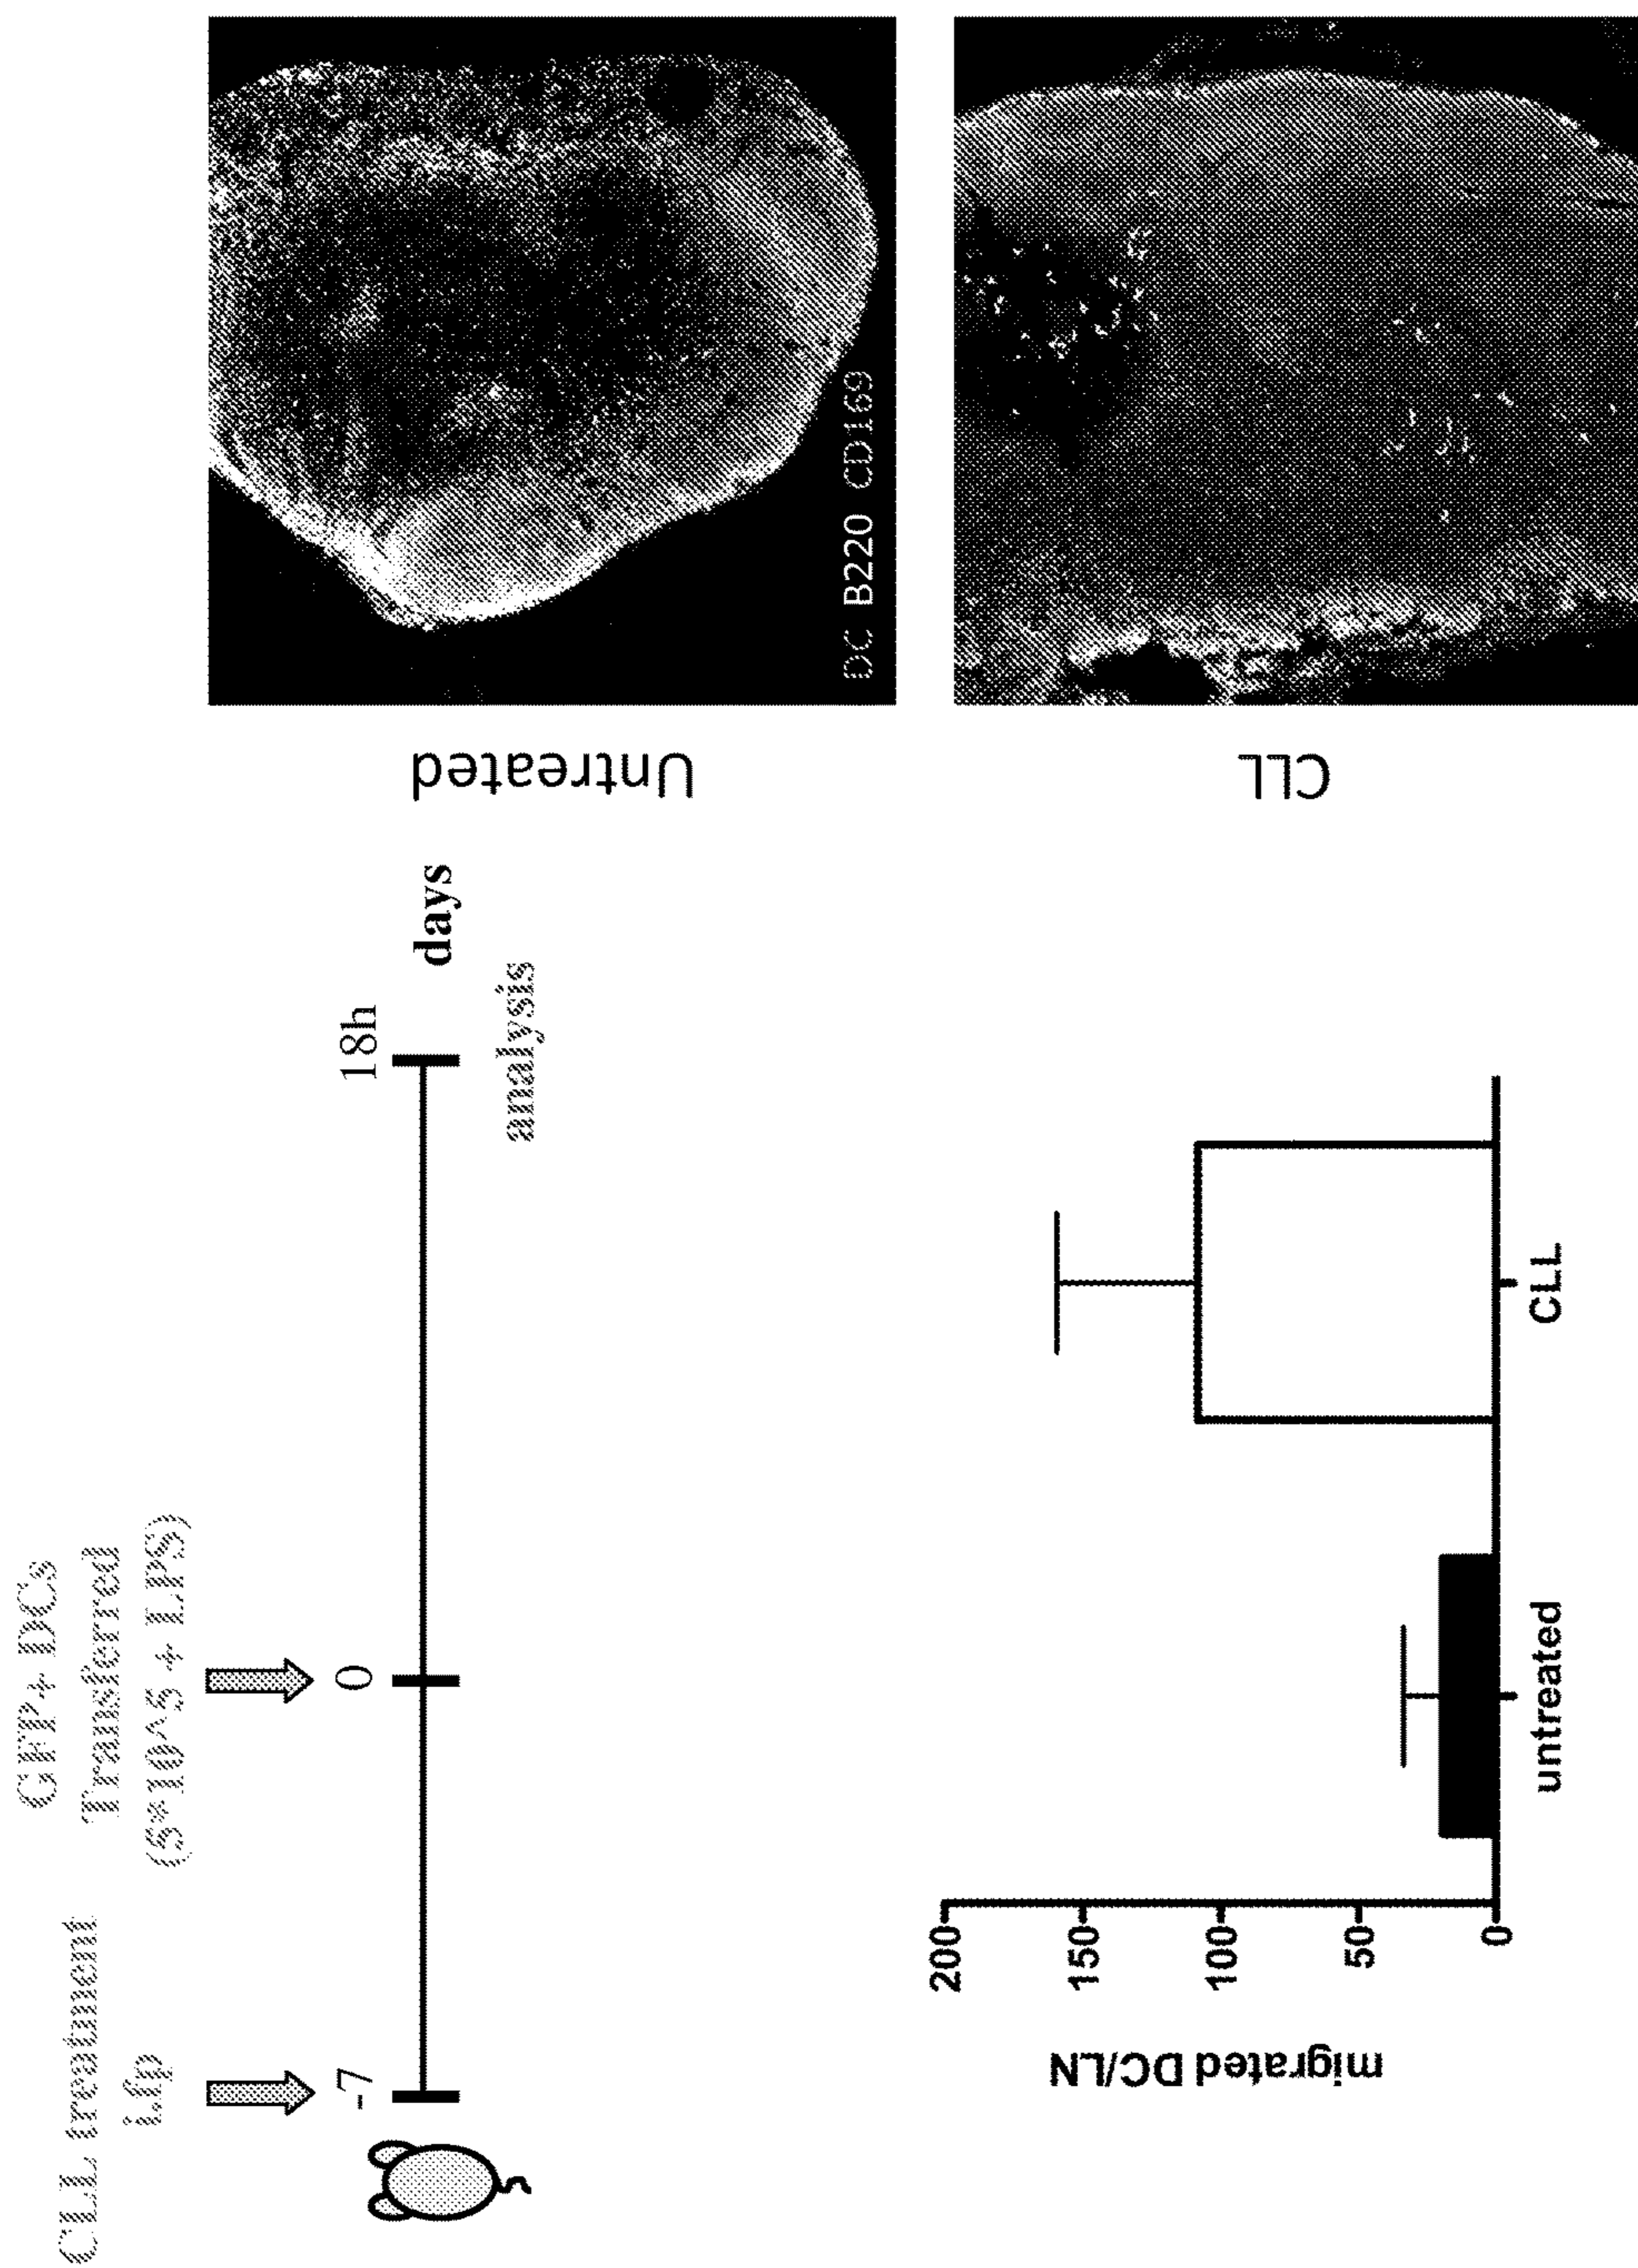 CLL treatment
i.fp
GFP+ DCs
Transferred
(5*10^5 + LPS)
-7
0
18h
days
analysis
Untreated
DC B220 CD169
CLL
migrated DC/LN
200
150
100
50
0
untreated
CLL